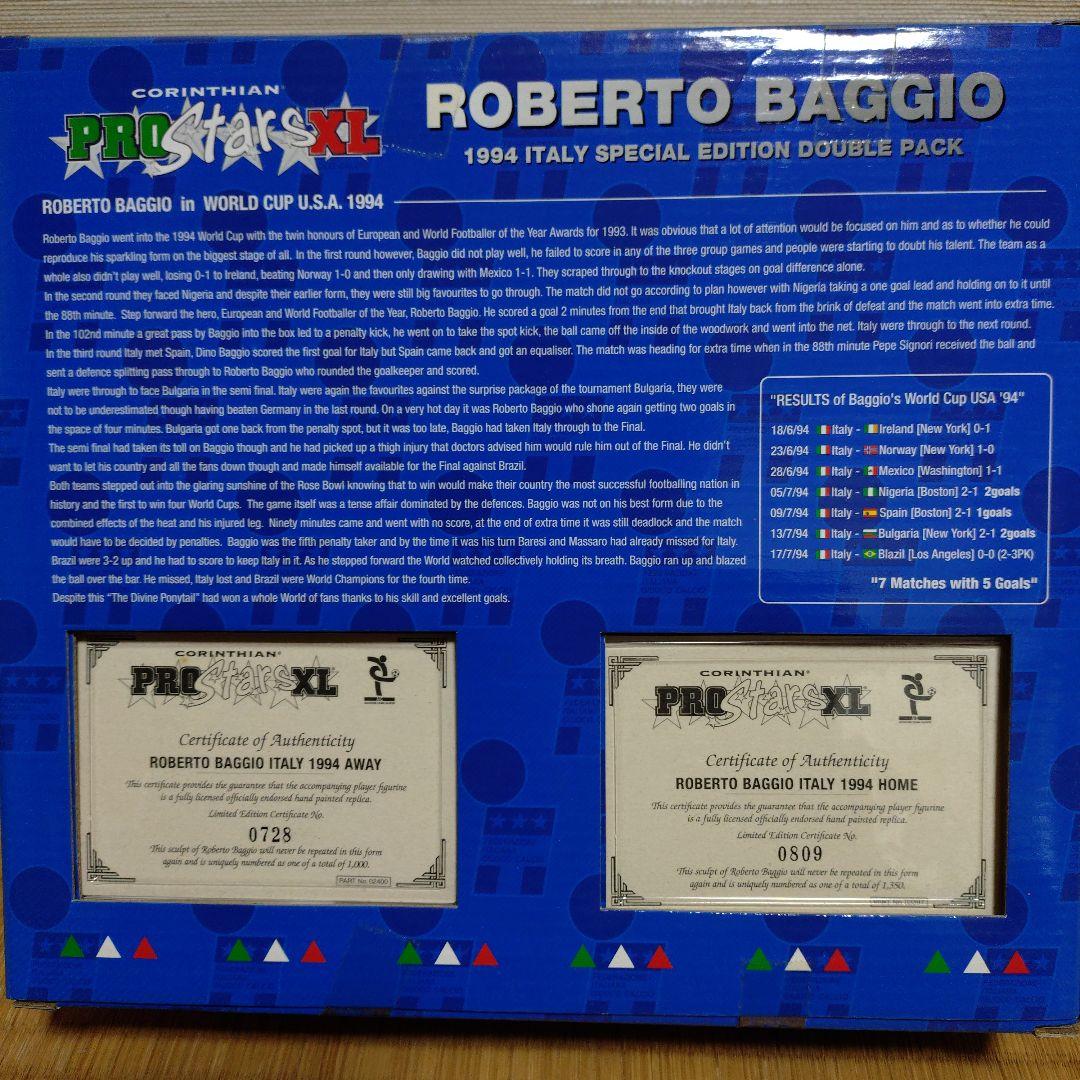 CORINTHIAN
PROStarsXL
ROBERTO BAGGIO
1994 ITALY SPECIAL EDITION DOUBLE PACK
ROBERTO BAGGIO in WORLD CUP U.S.A. 1994
Roberto Baggio went into the 1994 World Cup with the twin honours of European and World Footballer of the Year Awards for 1993. It was obvious that a lot of attention would be focused on him and as to whether he could
reproduce his sparkling form on the biggest stage of all. In the first round however, Baggio did not play well, he failed to score in any of the three group games and people were starting to doubt his talent. The team as a
whole also didn't play well, losing 0-1 to Ireland, beating Norway 1-0 and then only drawing with Mexico 1-1. They scraped through to the knockout stages on goal difference alone.
In the second round they faced Nigeria and despite their earlier form, they were still big favourites to go through. The match did not go according to plan however with Nigeria taking a one goal lead and holding on to it until
the 88th minute. Step forward the hero, European and World Footballer of the Year, Roberto Baggio. He scored a goal 2 minutes from the end that brought Italy back from the brink of defeat and the match went into extra time.
In the 102nd minute a great pass by Baggio into the box led to a penalty kick, he went on to take the spot kick, the ball came off the inside of the woodwork and went into the net. Italy were through to the next round.
In the third round Italy met Spain, Dino Baggio scored the first goal for Italy but Spain came back and got an equaliser. The match was heading for extra time when in the 88th minute Pepe Signori received the ball and
sent a defence splitting pass through to Roberto Baggio who rounded the goalkeeper and scored.
Italy were through to face Bulgaria in the semi final. Italy were again the favourites against the surprise package of the tournament Bulgaria, they were
not to be underestimated though having beaten Germany in the last round. On a very hot day it was Roberto Baggio who shone again getting two goals in
the space of four minutes. Bulgaria got one back from the penalty spot, but it was too late, Baggio had taken Italy through to the Final.
The semi final had taken its toll on Baggio though and he had picked up a thigh injury that doctors advised him would rule him out of the Final. He didn't
want to let his country and all the fans down though and made himself available for the Final against Brazil.
Both teams stepped out into the glaring sunshine of the Rose Bowl knowing that to win would make their country the most successful footballing nation in
history and the first to win four World Cups. The game itself was a tense affair dominated by the defences. Baggio was not on his best form due to the
combined effects of the heat and his injured leg. Ninety minutes came and went with no score, at the end of extra time it was still deadlock and the match
would have to be decided by penalties. Baggio was the fifth penalty taker and by the time it was his turn Baresi and Massaro had already missed for Italy.
Brazil were 3-2 up and he had to score to keep Italy in it. As he stepped forward the World watched collectively holding its breath. Baggio ran up and blazed
the ball over the bar. He missed, Italy lost and Brazil were World Champions for the fourth time.
Despite this "The Divine Ponytail" had won a whole World of fans thanks to his skill and excellent goals.
"RESULTS of Baggio's World Cup USA '94"
18/6/94 Italy - Ireland [New York] 0-1
23/6/94 Italy - Norway [New York] 1-0
28/6/94 Italy - Mexico [Washington] 1-1
05/7/94 Italy - Nigeria [Boston] 2-1 2goals
09/7/94 Italy - Spain [Boston] 2-1 1goals
13/7/94 Italy - Bulgaria [New York] 2-1 2goals
17/7/94 Italy - Blazil [Los Angeles] 0-0 (2-3PK)
"7 Matches with 5 Goals"
CORINTHIAN
PROStarsXL
Certificate of Authenticity
ROBERTO BAGGIO ITALY 1994 AWAY
This certificate provides the guarantee that the accompanying player figurine
is a fully licensed officially endorsed hand painted replica.
Limited Edition Certificate No.
0728
This sculpt of Roberto Baggio will never be repeated in this form
again and is uniquely numbered as one of a total of 1,000.
PART No. 02400
CORINTHIAN
PROStarsXL
Certificate of Authenticity
ROBERTO BAGGIO ITALY 1994 HOME
This certificate provides the guarantee that the accompanying player figurine
is a fully licensed officially endorsed hand painted replica.
Limited Edition Certificate No.
0809
This sculpt of Roberto Baggio will never be repeated in this form
again and is uniquely numbered as one of a total of 1,350.